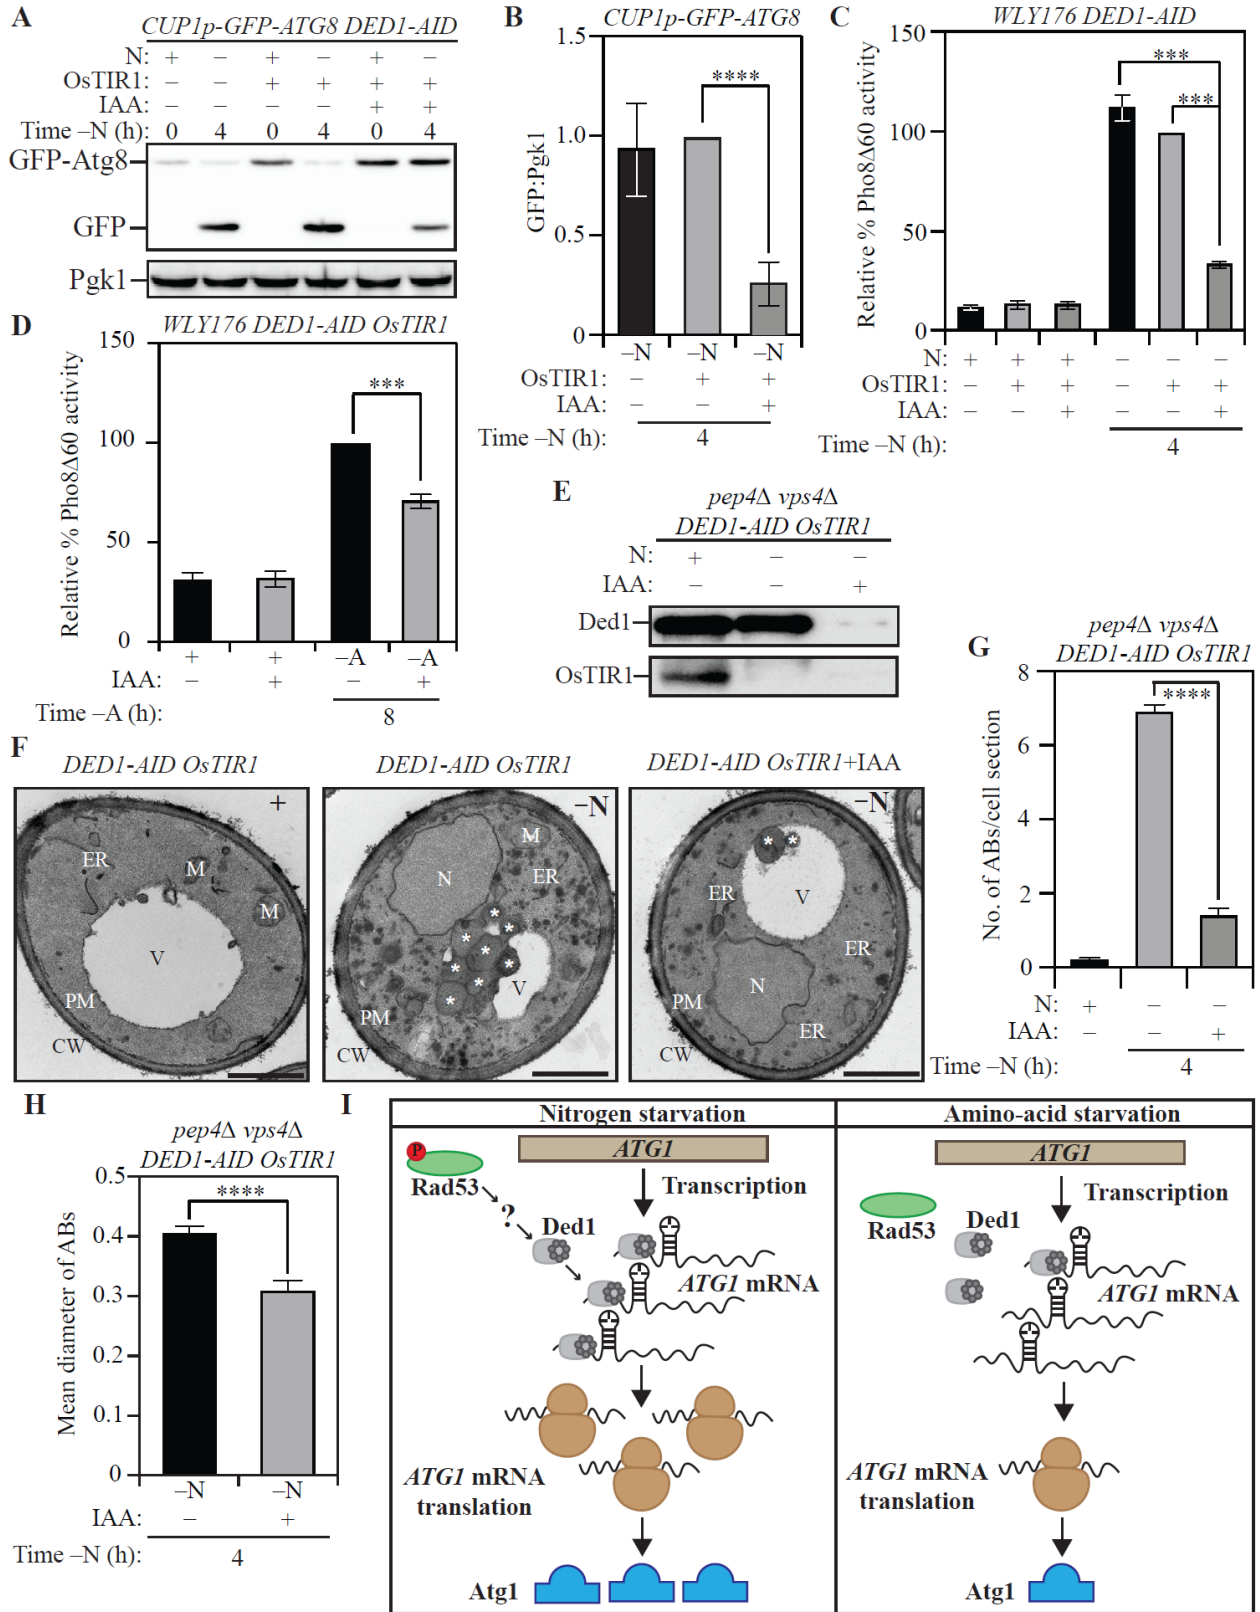 A
CUP1p-GFP-ATG8 DED1-AID
N: + – + – + –
OsTIR1: – – + + + +
IAA: – – – – + +
Time –N (h): 0 4 0 4 0 4
GFP-Atg8
GFP
Pgk1
B
CUP1p-GFP-ATG8
1.5
1.0
0.5
0
GFP:Pgk1
****
–N –N –N
OsTIR1: – + +
IAA: – – +
Time –N (h): 4
C
WLY176 DED1-AID
150
100
50
0
Relative % Pho8Δ60 activity
***
***
N: + + + – – –
OsTIR1: – + + – + +
IAA: – – + – – +
Time –N (h): 4
D
WLY176 DED1-AID OsTIR1
150
100
50
0
Relative % Pho8Δ60 activity
***
+ + –A –A
IAA: – + – +
Time –A (h): 8
E
pep4Δ vps4Δ
DED1-AID OsTIR1
N: + – –
IAA: – – +
Ded1
OsTIR1
F
DED1-AID OsTIR1
+
ER
M
M
V
PM
CW
DED1-AID OsTIR1
–N
M
N
ER
* * * * * * * *
V
PM
CW
DED1-AID OsTIR1+IAA
–N
* *
ER
V
ER
N
PM
ER
CW
G
pep4Δ vps4Δ
DED1-AID OsTIR1
8
6
4
2
0
No. of ABs/cell section
****
N: + – –
IAA: – – +
Time –N (h): 4
H
pep4Δ vps4Δ
DED1-AID OsTIR1
0.5
0.4
0.3
0.2
0.1
0
Mean diameter of ABs
****
–N –N
IAA: – +
Time –N (h): 4
I
Nitrogen starvation
P
Rad53
ATG1
Transcription
?
Ded1
ATG1 mRNA
ATG1 mRNA
translation
Atg1
Amino-acid starvation
ATG1
Transcription
Rad53
Ded1
ATG1 mRNA
ATG1 mRNA
translation
Atg1